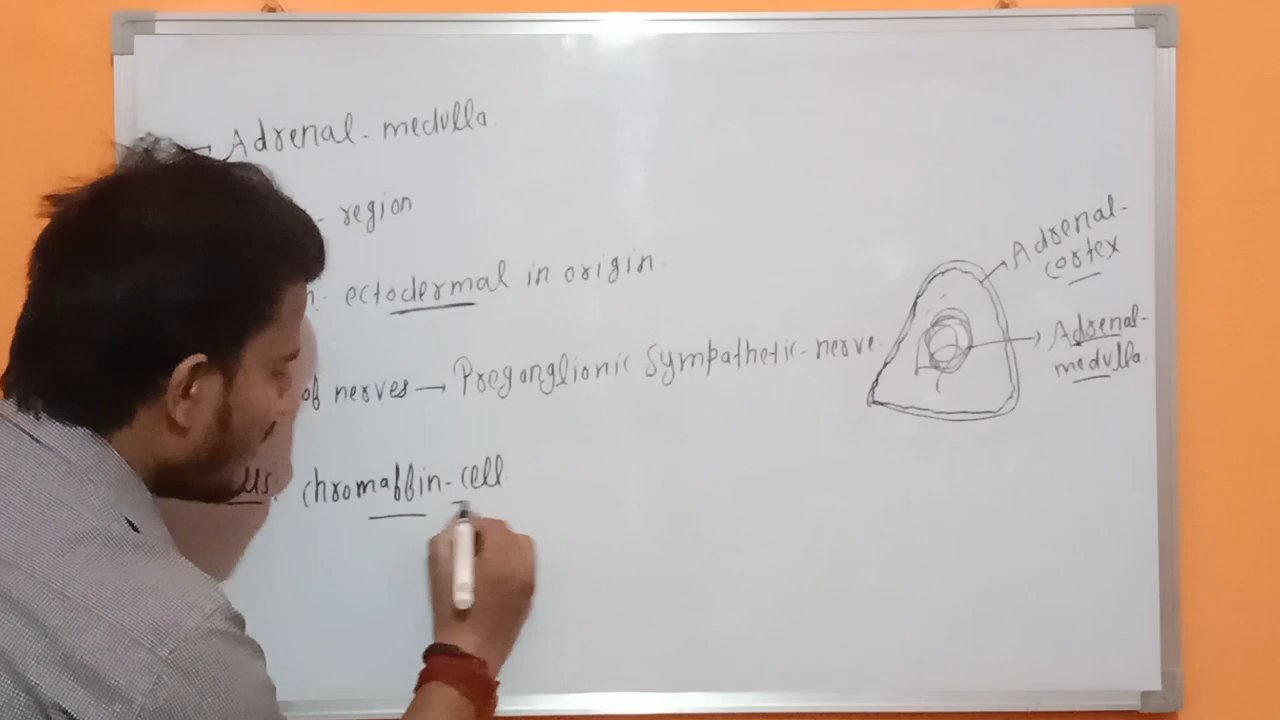 Adrenal - medulla.
- region
ectodermal in origin.
of nerves → Preganglionic Sympathetic - nerve.
chromaffin - cell
Adrenal -
cortex
Adrenal -
medulla.